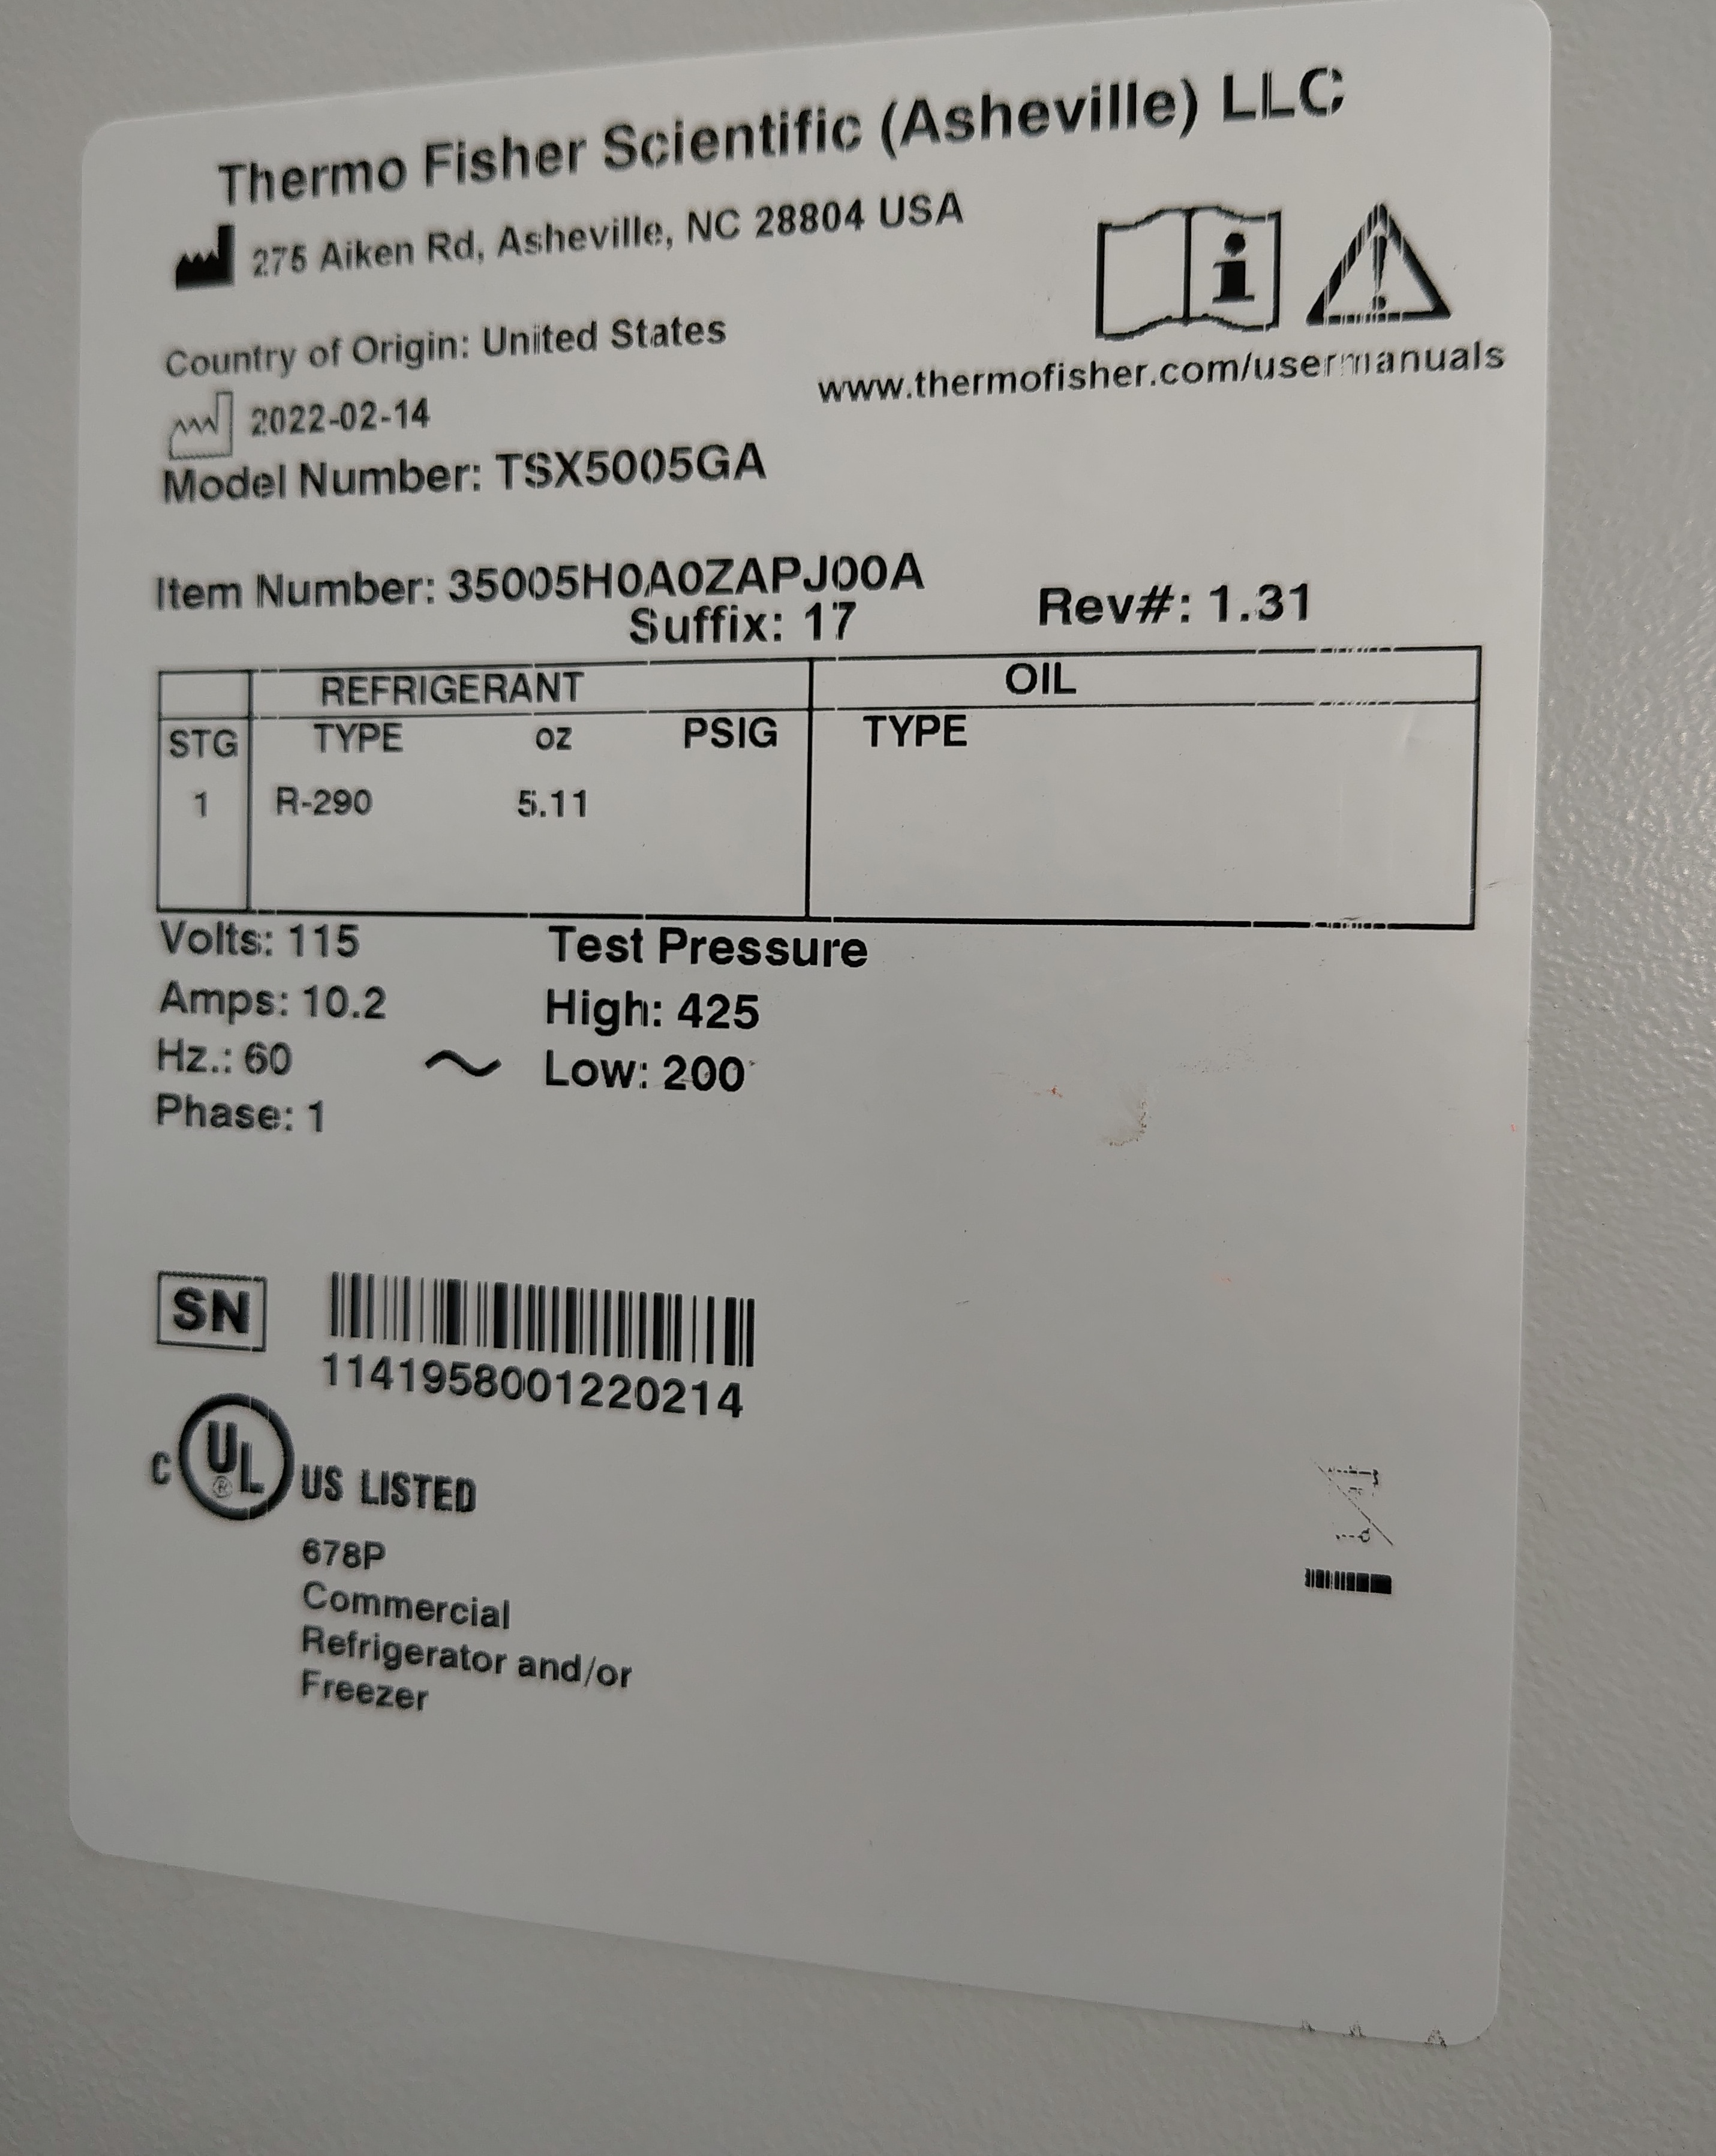 Thermo Fisher Scientific (Asheville) LLC
275 Aiken Rd, Asheville, NC 28804 USA
Country of Origin: United States
www.thermofisher.com/usermanuals
2022-02-14
Model Number: TSX5005GA
Item Number: 35005H0A0ZAPJ00A
Suffix: 17
Rev#: 1.31
REFRIGERANT OIL
STG TYPE oz PSIG TYPE
1 R-290 5.11
Volts: 115 Test Pressure
Amps: 10.2 High: 425
Hz.: 60 ~ Low: 200
Phase: 1
SN
1141958001220214
C UL ® US LISTED
678P
Commercial
Refrigerator and/or
Freezer